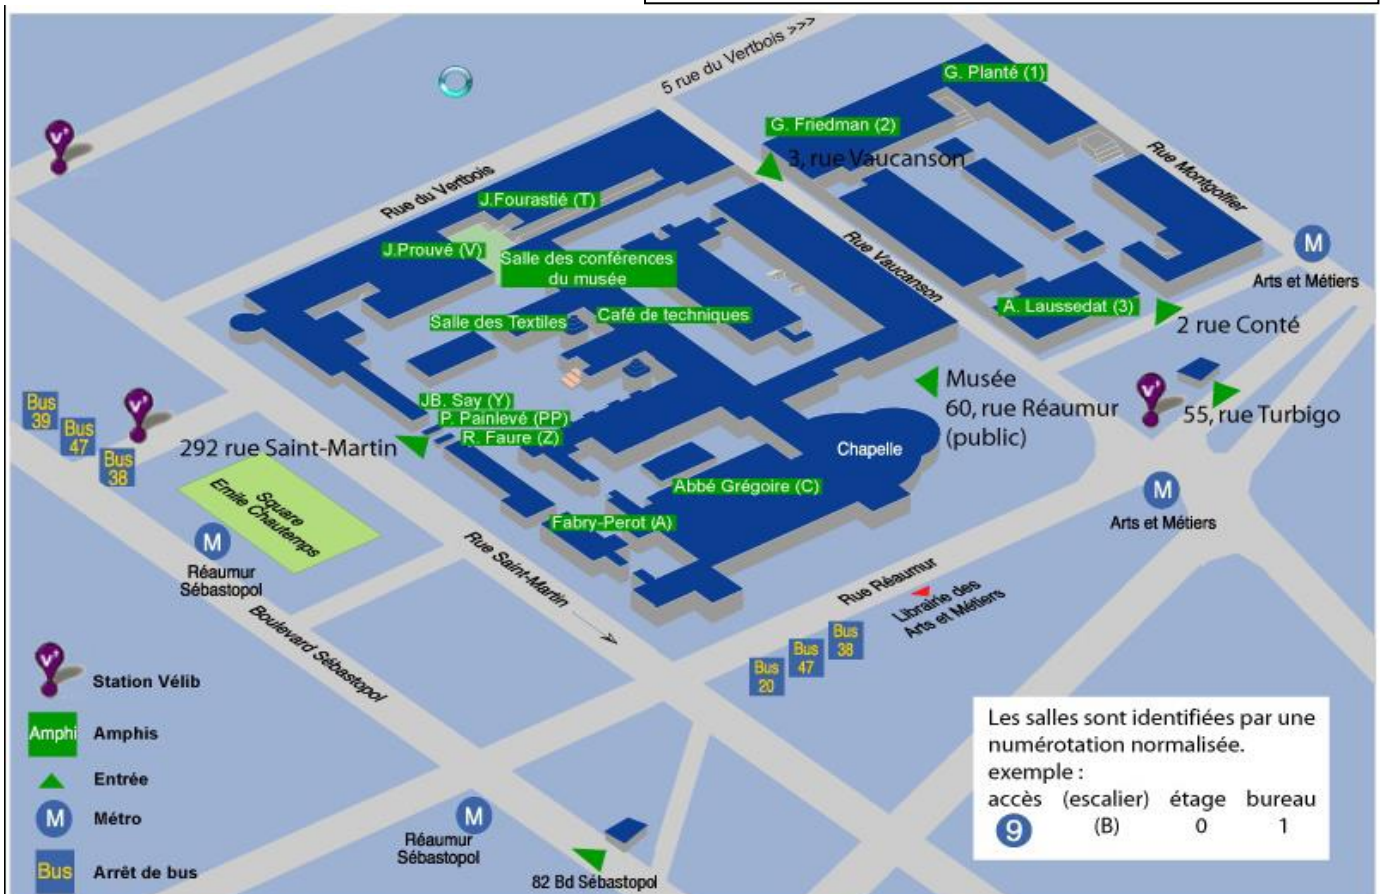 5 rue du Vertbois >>>
G. Planté (1)
G. Friedman (2)
3, rue Vaucanson
Rue Montgolfier
Rue du Vertbois
J.Fourastié (T)
J.Prouvé (V)
Salle des conférences
du musée
Rue Vaucanson
M
Arts et Métiers
A. Laussedat (3)
2 rue Conté
Salle des Textiles
Café de techniques
Musée
60, rue Réaumur
(public)
55, rue Turbigo
Bus
39
Bus
47
Bus
38
JB. Say (Y)
P. Painlevé (PP)
R. Faure (Z)
292 rue Saint-Martin
Chapelle
Abbé Grégoire (C)
Fabry-Perot (A)
M
Arts et Métiers
Square
Emile Chautemps
M
Réaumur
Sébastopol
Rue Saint-Martin
Rue Réaumur
Librairie des
Arts et Métiers
Boulevard Sébastopol
Bus
20
Bus
47
Bus
38
Station Vélib
Amphi Amphis
Entrée
M Métro
Bus Arrêt de bus
M
Réaumur
Sébastopol
82 Bd Sébastopol
Les salles sont identifiées par une
numérotation normalisée.
exemple :
accès (escalier) étage bureau
9 (B) 0 1